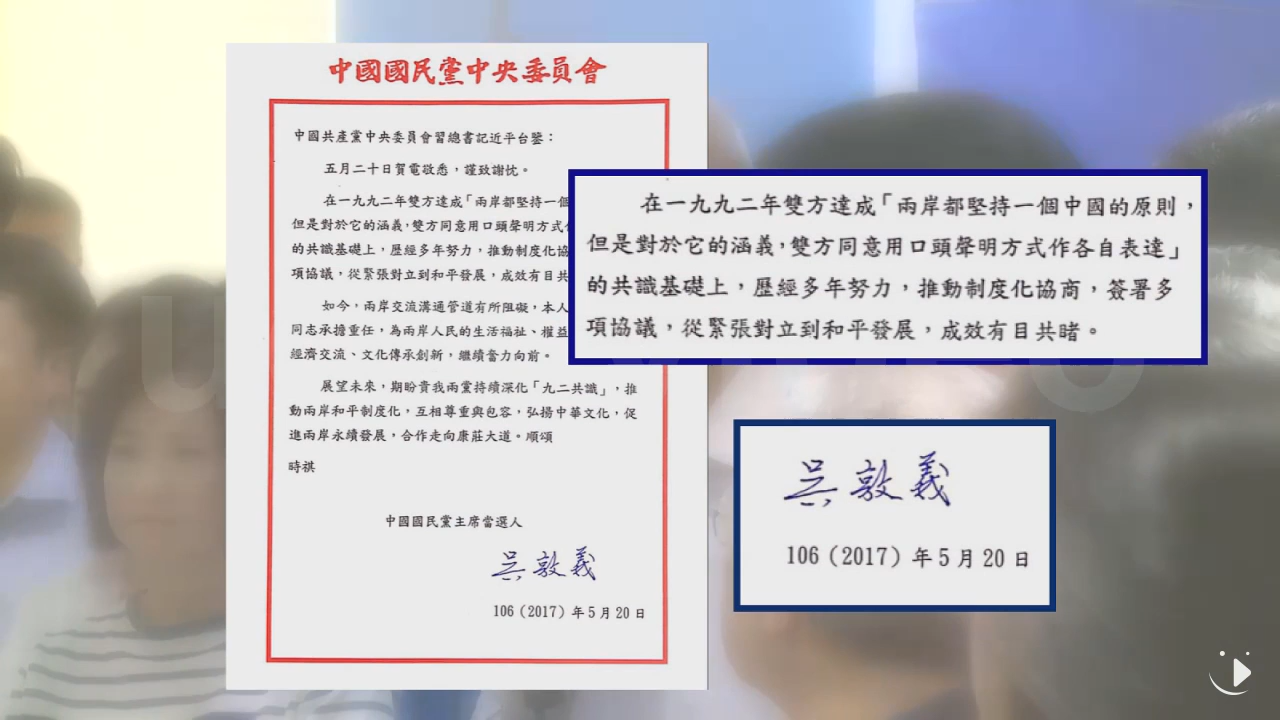 中國國民黨中央委員會
中國共產黨中央委員會習總書記近平台鑒：
五月二十日賀電敬悉，謹致謝忱。
在一九九二年雙方達成「兩岸都堅持一個
但是對於它的涵義，雙方同意用口頭聲明方式
的共識基礎上，歷經多年努力，推動制度化協
項協議，從緊張對立到和平發展，成效有目共
如今，兩岸交流溝通管道有所阻礙，本人
同志承擔重任，為兩岸人民的生活福祉、權益
經濟交流、文化傳承創新，繼續奮力向前。
展望未來，期盼貴我兩黨持續深化「九二共識」，推
動兩岸和平制度化，互相尊重與包容，弘揚中華文化，促
進兩岸永續發展，合作走向康莊大道。順頌
時祺
中國國民黨主席當選人
吳敦義
106（2017）年5月20日
在一九九二年雙方達成「兩岸都堅持一個中國的原則，
但是對於它的涵義，雙方同意用口頭聲明方式作各自表達」
的共識基礎上，歷經多年努力，推動制度化協商，簽署多
項協議，從緊張對立到和平發展，成效有目共睹。
吳敦義
106（2017）年5月20日